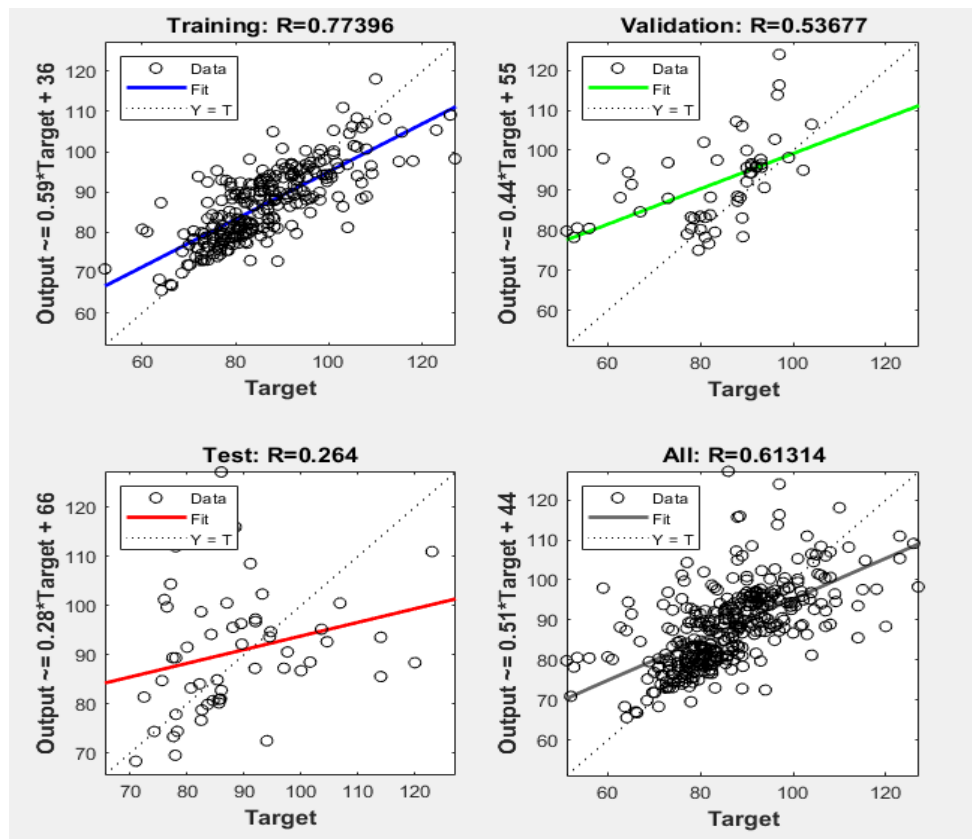 Training: R=0.77396
Output ~= 0.59*Target + 36
Data
Fit
Y = T
120
110
100
90
80
70
60
60
80
100
120
Target
Validation: R=0.53677
Output ~= 0.44*Target + 55
Data
Fit
Y = T
120
110
100
90
80
70
60
60
80
100
120
Target
Test: R=0.264
Output ~= 0.28*Target + 66
Data
Fit
Y = T
120
110
100
90
80
70
70
80
90
100
110
120
Target
All: R=0.61314
Output ~= 0.51*Target + 44
Data
Fit
Y = T
120
110
100
90
80
70
60
60
80
100
120
Target